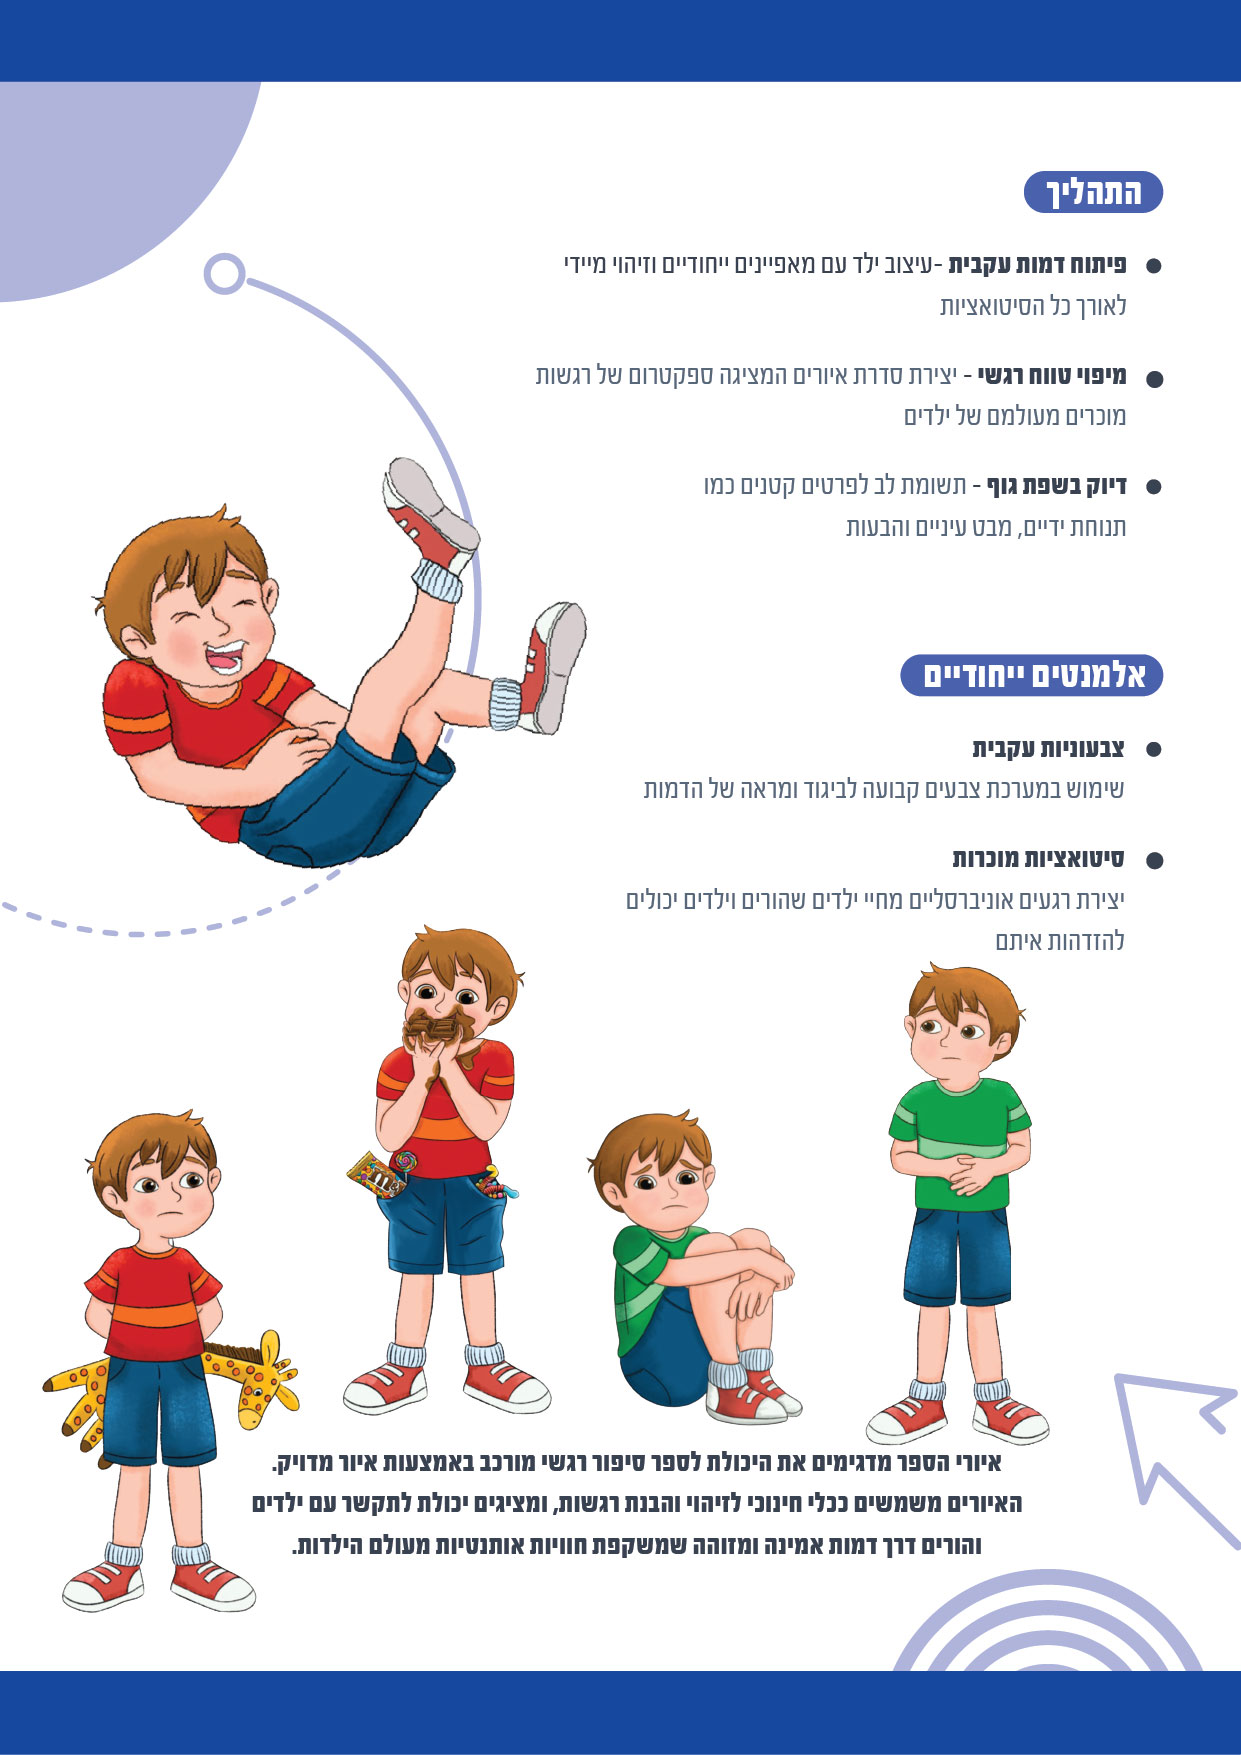 התהליך
פיתוח דמות עקבית -עיצוב ילד עם מאפיינים ייחודיים וזיהוי מיידי
לאורך כל הסיטואציות
מיפוי טווח רגשי - יצירת סדרת איורים המציגה ספקטרום של רגשות
מוכרים מעולמם של ילדים
דיוק בשפת גוף - תשומת לב לפרטים קטנים כמו
תנוחת ידיים, מבט עיניים והבעות
אלמנטים ייחודיים
צבעוניות עקבית
שימוש במערכת צבעים קבועה לביגוד ומראה של הדמות
סיטואציות מוכרות
יצירת רגעים אוניברסליים מחיי ילדים שהורים וילדים יכולים
להזדהות איתם
איורי הספר מדגימים את היכולת לספר סיפור רגשי מורכב באמצעות איור מדויק.
האיורים משמשים ככלי חינוכי לזיהוי והבנת רגשות, ומציגים יכולת לתקשר עם ילדים
והורים דרך דמות אמינה ומזוהה שמשקפת חוויות אותנטיות מעולם הילדות.